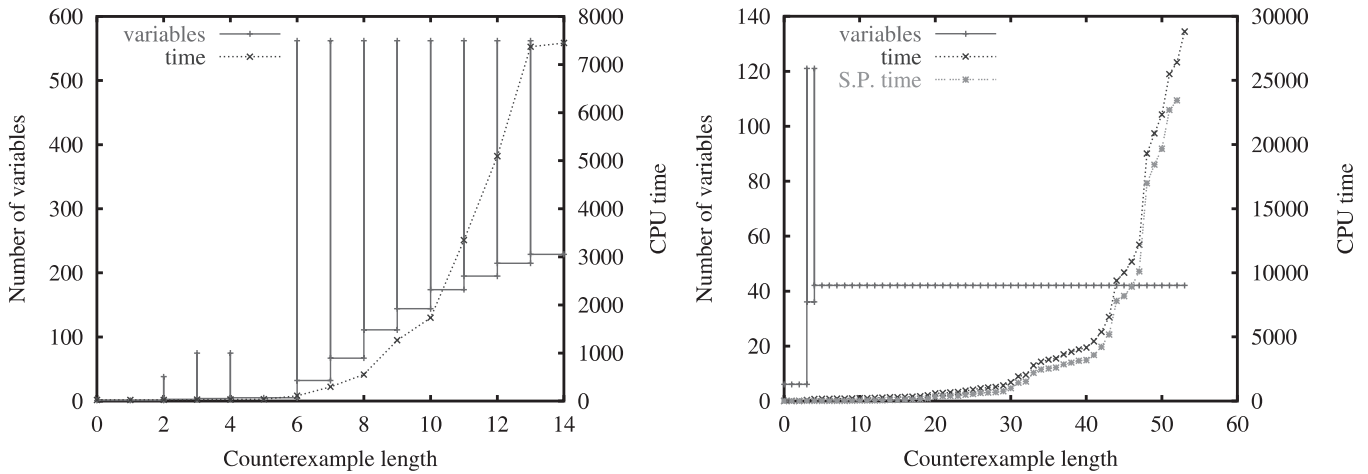 variables
time
600
500
400
300
200
100
0
8000
7000
6000
5000
4000
3000
2000
1000
0
0 2 4 6 8 10 12 14
Number of variables
CPU time
Counterexample length
variables
time
S.P. time
140
120
100
80
60
40
20
0
30000
25000
20000
15000
10000
5000
0
0 10 20 30 40 50 60
Number of variables
CPU time
Counterexample length